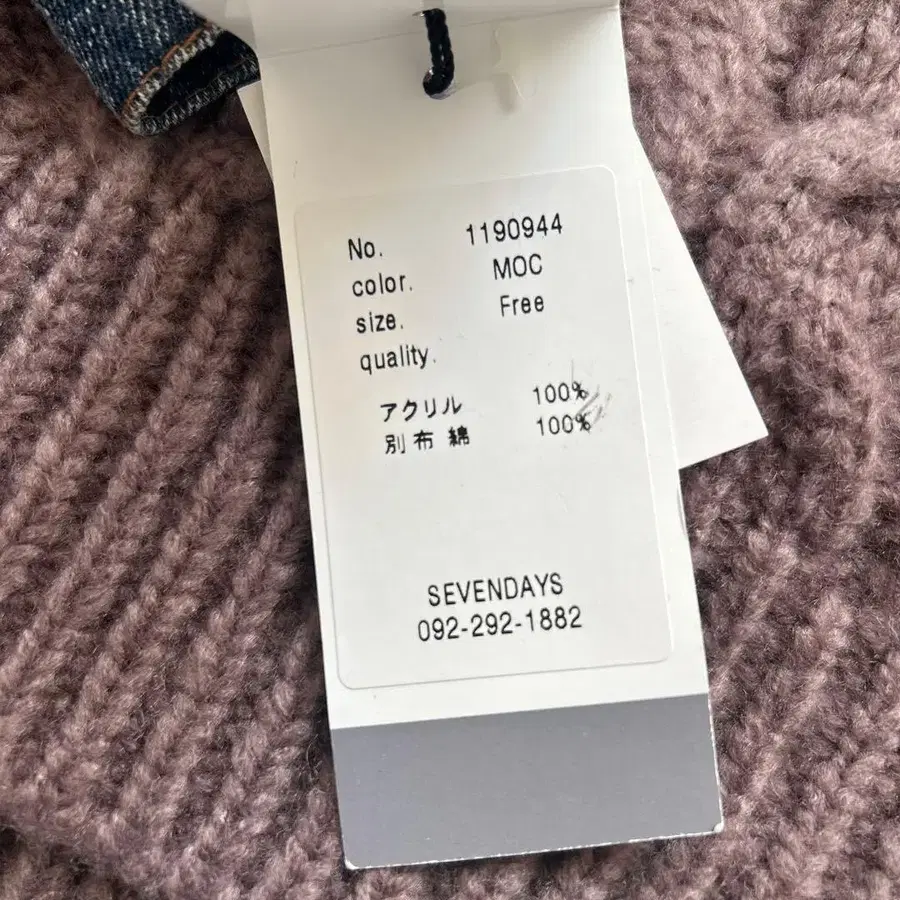 No. 1190944
color. MOC
size. Free
quality.
アクリル 100%
別布 綿 100%
SEVENDAYS
092-292-1882